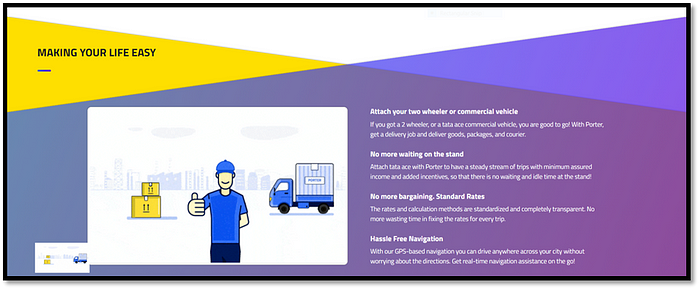 MAKING YOUR LIFE EASY
Attach your two wheeler or commercial vehicle
If you got a 2 wheeler, or a tata ace commercial vehicle, you are good to go! With Porter,
get a delivery job and deliver goods, packages, and courier.
No more waiting on the stand
Attach tata ace with Porter to have a steady stream of trips with minimum assured
income and added incentives, so that there is no waiting and idle time at the stand!
PORTER
No more bargaining. Standard Rates
The rates and calculation methods are standardized and completely transparent. No
more wasting time in fixing the rates for every trip.
Hassle Free Navigation
With our GPS-based navigation you can drive anywhere across your city without
worrying about the directions. Get real-time navigation assistance on the go!